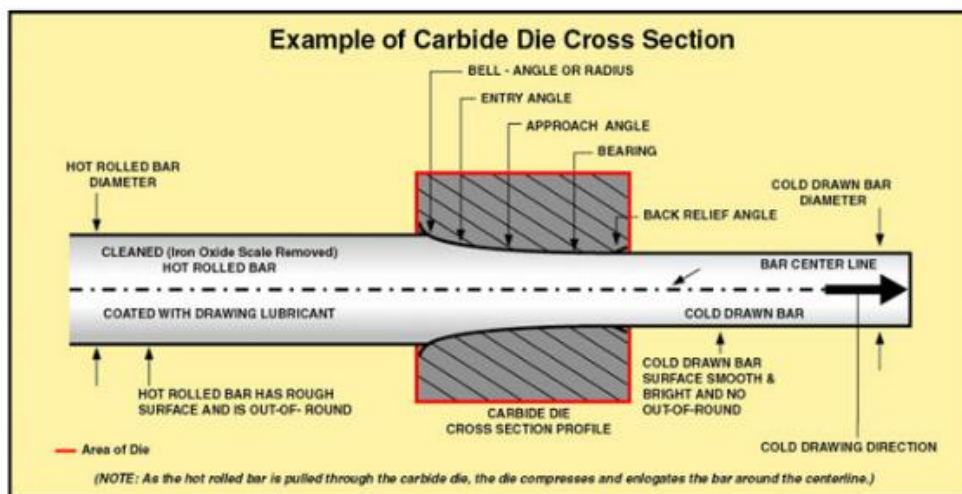 Example of Carbide Die Cross Section
BELL - ANGLE OR RADIUS
ENTRY ANGLE
APPROACH ANGLE
BEARING
HOT ROLLED BAR
DIAMETER
COLD DRAWN BAR
DIAMETER
BACK RELIEF ANGLE
CLEANED (Iron Oxide Scale Removed)
HOT ROLLED BAR
BAR CENTER LINE
COATED WITH DRAWING LUBRICANT
COLD DRAWN BAR
HOT ROLLED BAR HAS ROUGH
SURFACE AND IS OUT-OF- ROUND
CARBIDE DIE
CROSS SECTION PROFILE
COLD DRAWN BAR
SURFACE SMOOTH &
BRIGHT AND NO
OUT-OF-ROUND
COLD DRAWING DIRECTION
Area of Die
(NOTE: As the hot rolled bar is pulled through the carbide die, the die compresses and enlogates the bar around the centerline.)